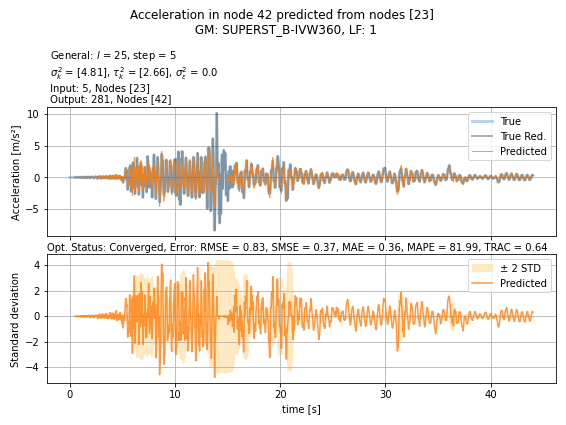 Acceleration in node 42 predicted from nodes [23]
GM: SUPERST_B-IVW360, LF: 1
General: l = 25, step = 5
σ²ₖ = [4.81], τ²ₖ = [2.66], σ²ε = 0.0
Input: 5, Nodes [23]
Output: 281, Nodes [42]
10
5
0
−5
Acceleration [m/s²]
True
True Red.
Predicted
Opt. Status: Converged, Error: RMSE = 0.83, SMSE = 0.37, MAE = 0.36, MAPE = 81.99, TRAC = 0.64
4
2
0
−2
−4
Standard deviation
± 2 STD
Predicted
0 10 20 30 40
time [s]